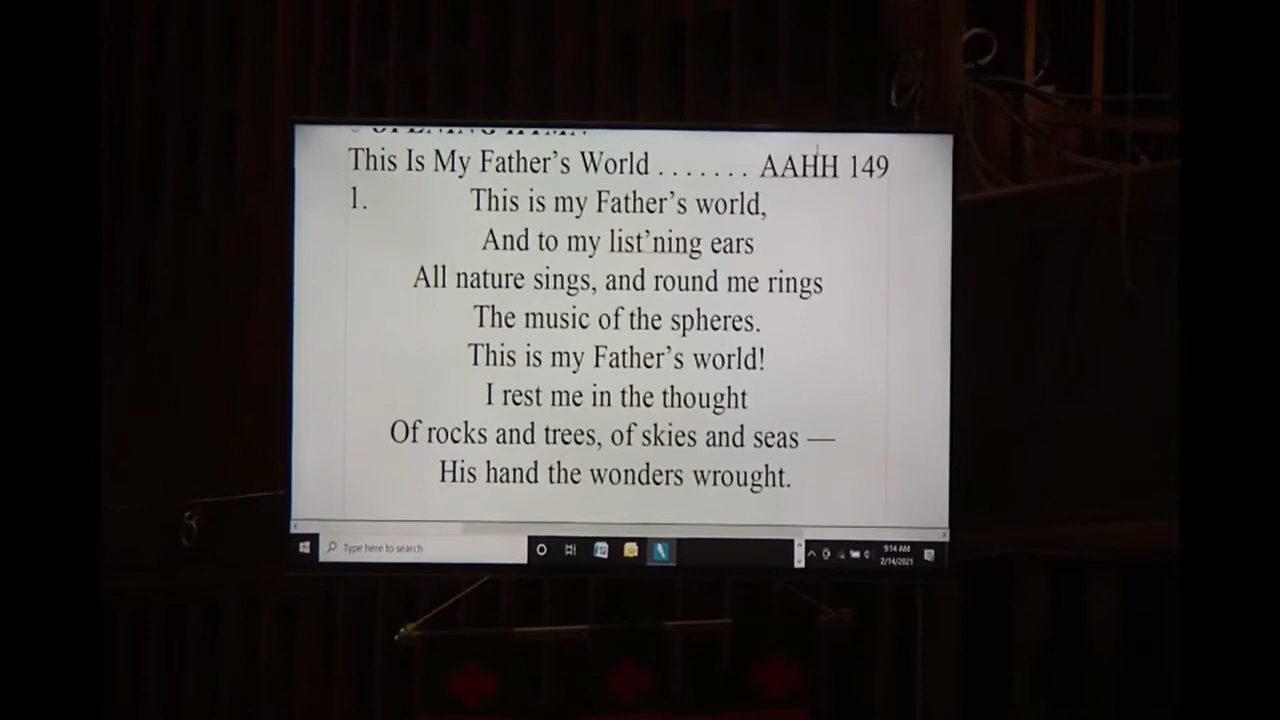 OPENING HYMN
This Is My Father's World . . . . . . . AAHH 149
1. This is my Father's world,
And to my list'ning ears
All nature sings, and round me rings
The music of the spheres.
This is my Father's world!
I rest me in the thought
Of rocks and trees, of skies and seas —
His hand the wonders wrought.
Type here to search
9:14 AM
2/14/2021